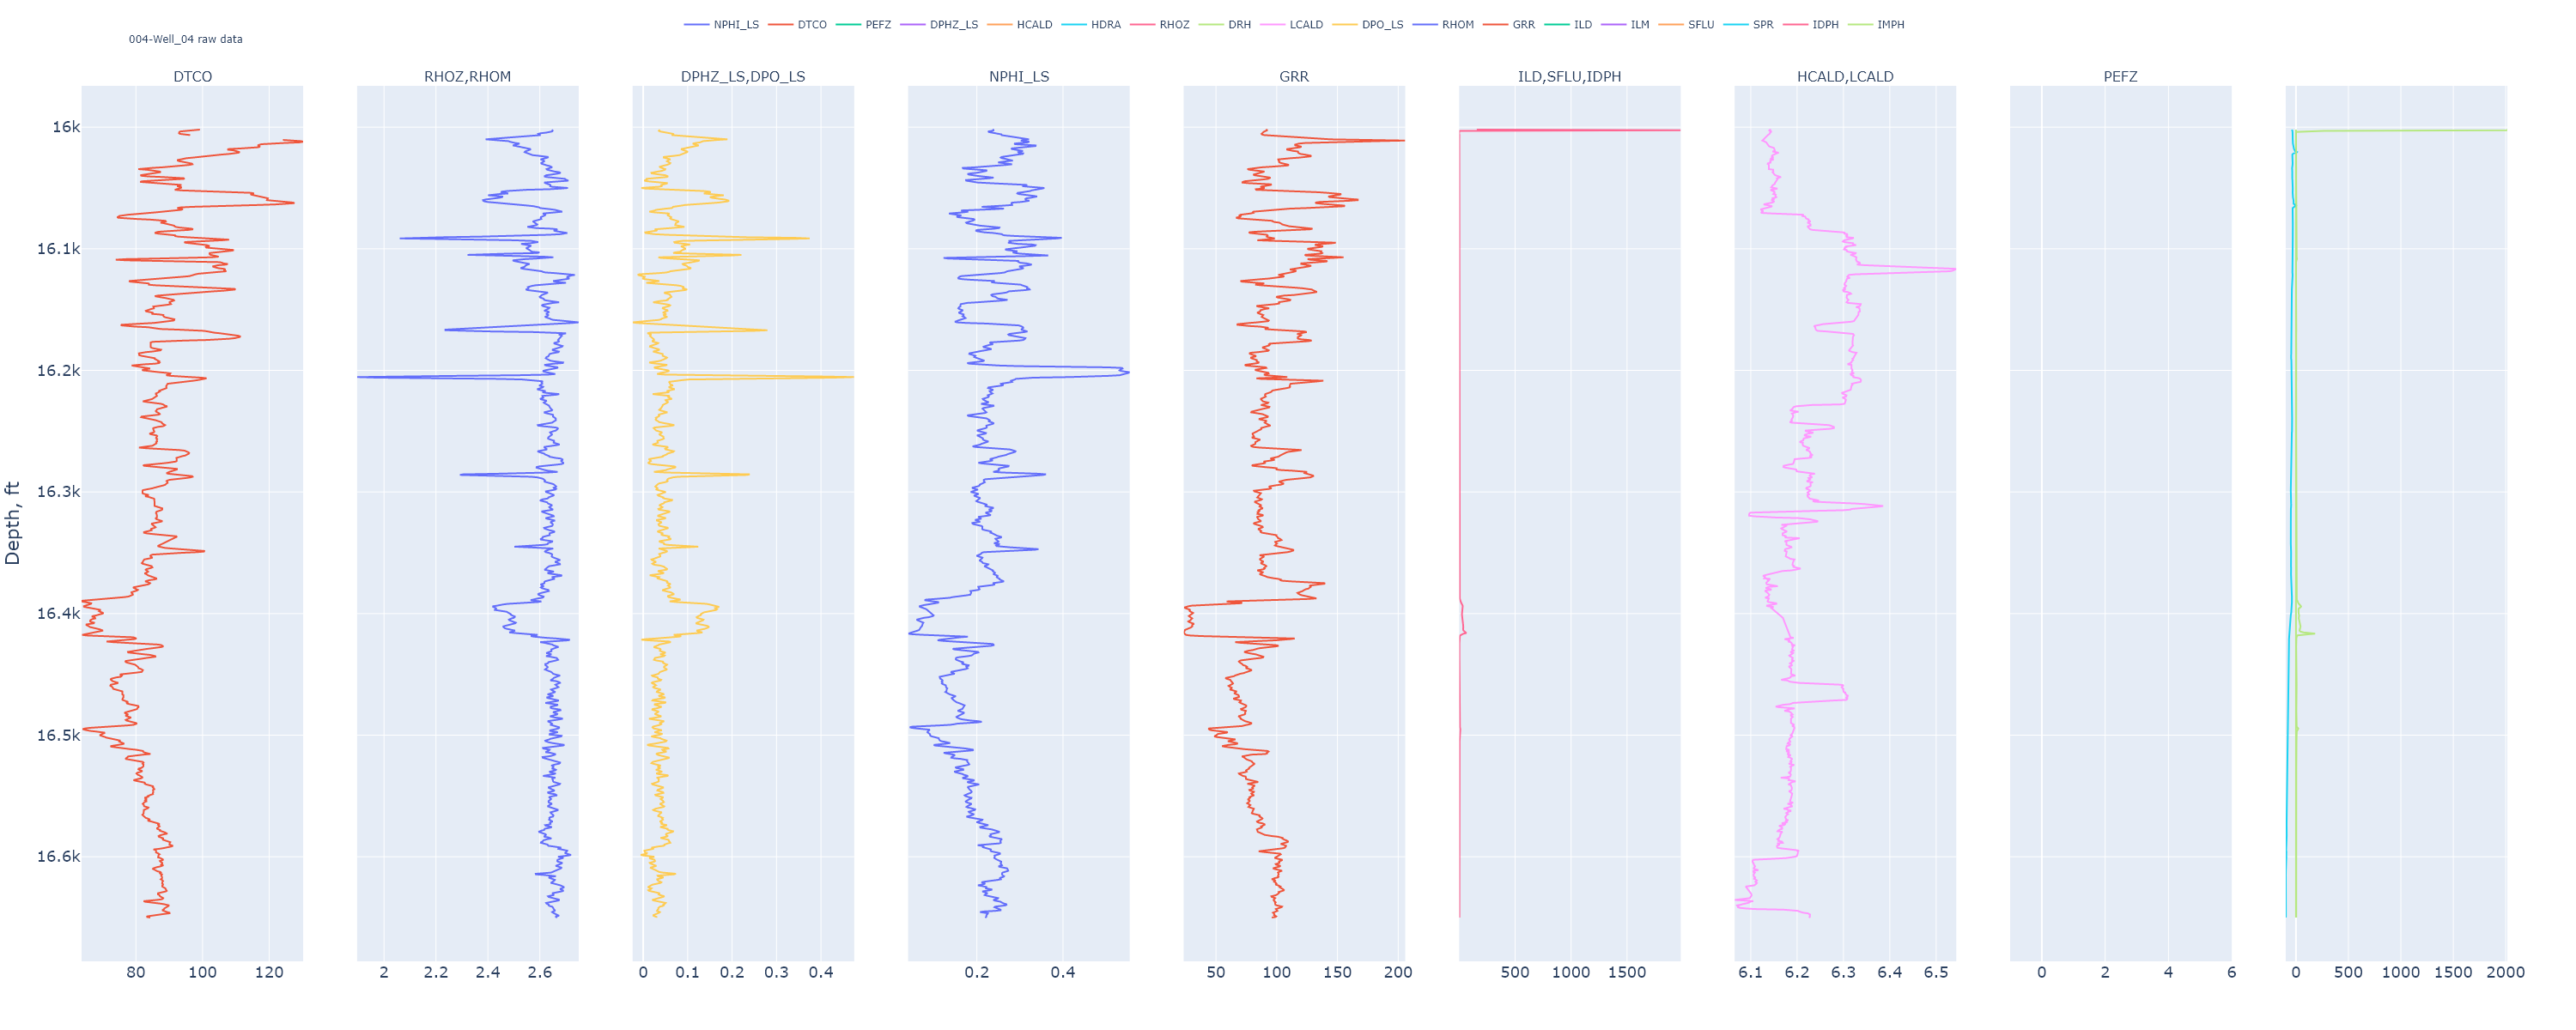 NPHI_LS DTCO PEFZ DPHZ_LS HCALD HDRA RHOZ DRH LCALD DPO_LS RHOM GRR ILD ILM SFLU SPR IDPH IMPH
004-Well_04 raw data
DTCO RHOZ,RHOM DPHZ_LS,DPO_LS NPHI_LS GRR ILD,SFLU,IDPH HCALD,LCALD PEFZ
16k
16.1k
16.2k
16.3k
Depth, ft
16.4k
16.5k
16.6k
80 100 120 2 2.2 2.4 2.6 0 0.1 0.2 0.3 0.4 0.2 0.4 50 100 150 200 500 1000 1500 6.1 6.2 6.3 6.4 6.5 0 2 4 6 0 500 1000 1500 2000